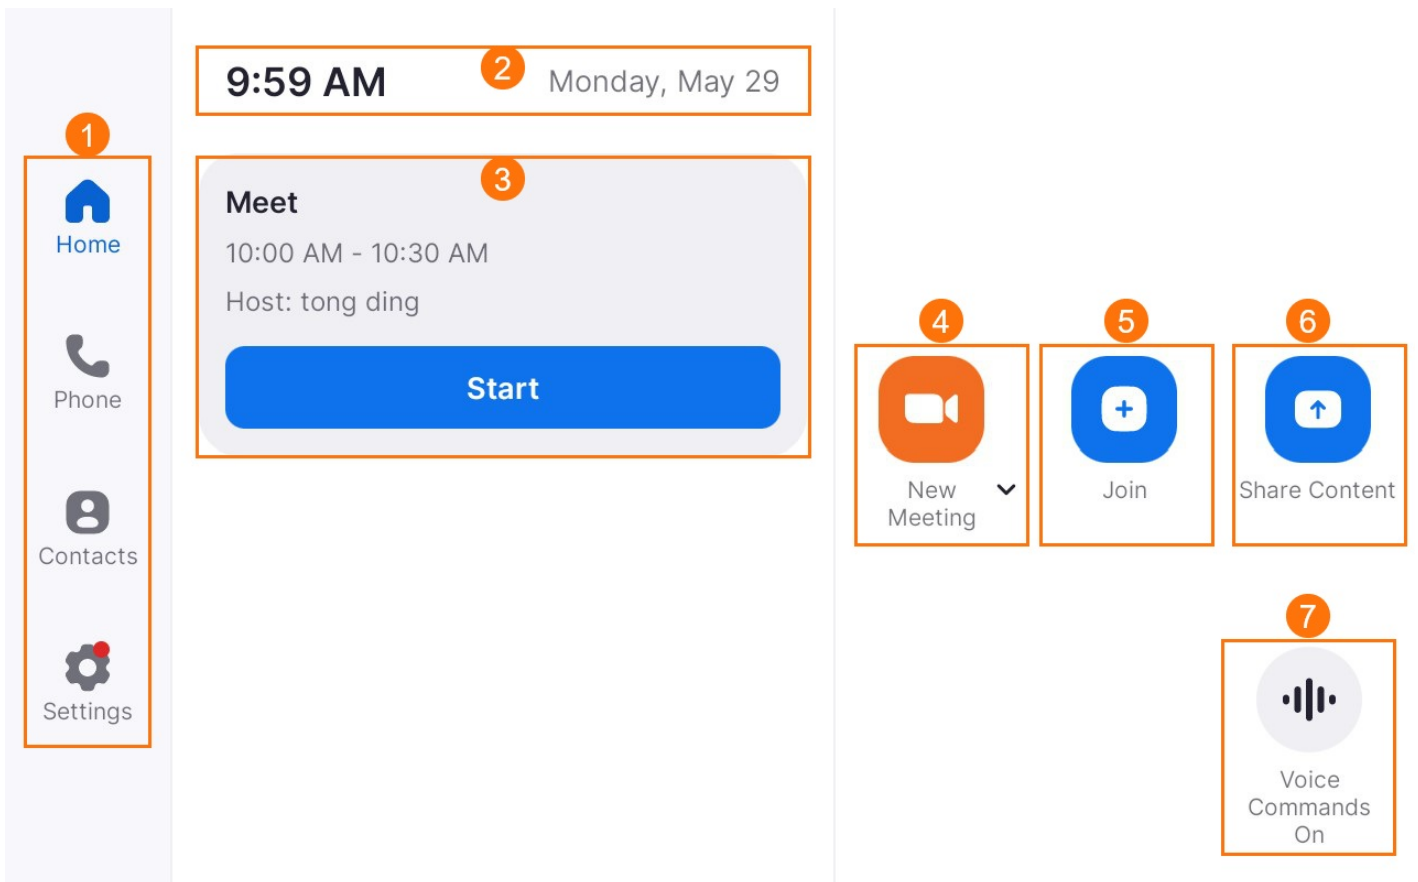 1
Home
Phone
Contacts
Settings
2
9:59 AM Monday, May 29
3
Meet
10:00 AM - 10:30 AM
Host: tong ding
Start
4
New
Meeting
5
Join
6
Share Content
7
Voice
Commands
On